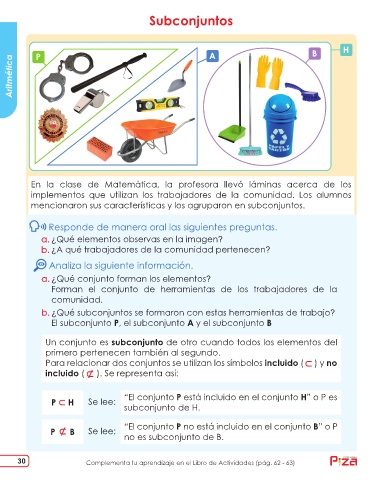 Subconjuntos
Aritmética
P
A
B
H
En la clase de Matemática, la profesora llevó láminas acerca de los
implementos que utilizan los trabajadores de la comunidad. Los alumnos
mencionaron sus características y los agruparon en subconjuntos.
Responde de manera oral las siguientes preguntas.
a. ¿Qué elementos observas en la imagen?
b. ¿A qué trabajadores de la comunidad pertenecen?
Analiza la siguiente información.
a. ¿Qué conjunto forman los elementos?
Forman el conjunto de herramientas de los trabajadores de la
comunidad.
b. ¿Qué subconjuntos se formaron con estas herramientas de trabajo?
El subconjunto P, el subconjunto A y el subconjunto B
Un conjunto es subconjunto de otro cuando todos los elementos del
primero pertenecen también al segundo.
Para relacionar dos conjuntos se utilizan los símbolos incluido ( ⊂ ) y no
incluido ( ⊄ ). Se representa así:
P ⊂ H Se lee: “El conjunto P está incluido en el conjunto H” o P es
subconjunto de H.
P ⊄ B Se lee: “El conjunto P no está incluido en el conjunto B” o P
no es subconjunto de B.
30
Complementa tu aprendizaje en el Libro de Actividades (pág. 62 - 63)